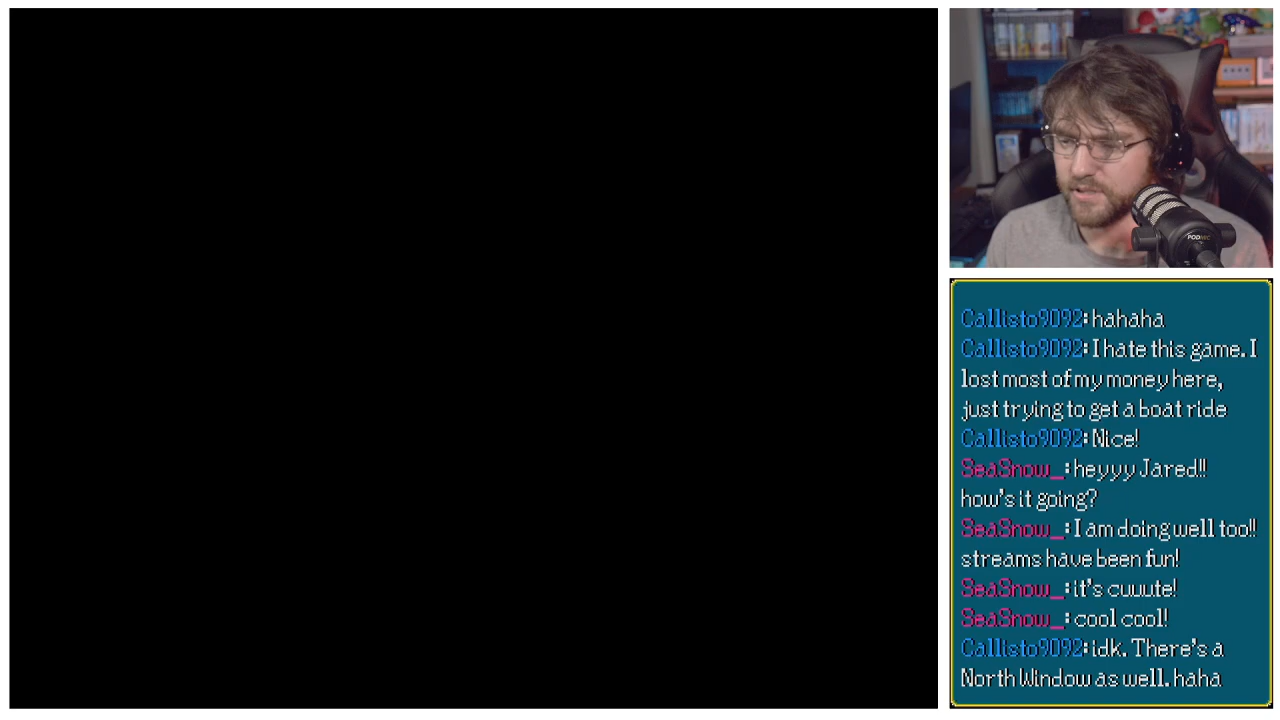 PODMIC
Callisto9092: hahaha
Callisto9092: I hate this game. I
lost most of my money here,
just trying to get a boat ride
Callisto9092: Nice!
SeaSnow_: heyyy Jared!!
how's it going?
SeaSnow_: I am doing well too!!
streams have been fun!
SeaSnow_: it's cuuute!
SeaSnow_: cool cool!
Callisto9092: idk. There's a
North Window as well. haha